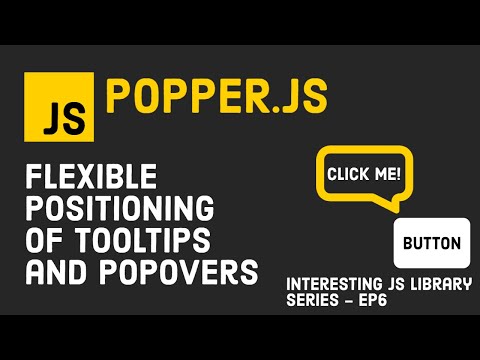 JS
POPPER.JS
FLEXIBLE
POSITIONING
OF TOOLTIPS
AND POPOVERS
CLICK ME!
BUTTON
INTERESTING JS LIBRARY
SERIES - EP6